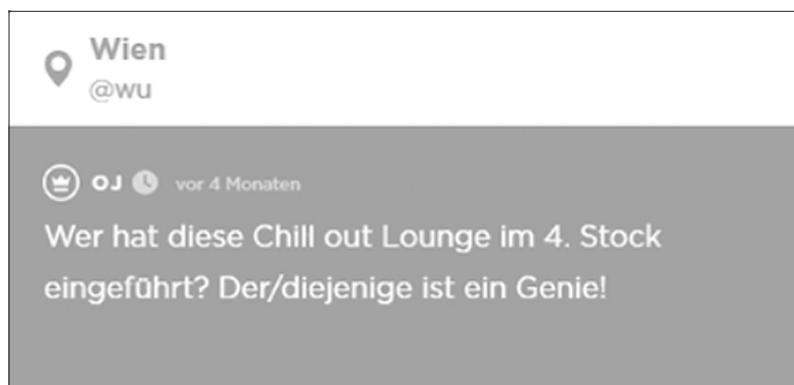 Wien
@wu
OJ vor 4 Monaten
Wer hat diese Chill out Lounge im 4. Stock
eingeführt? Der/diejenige ist ein Genie!